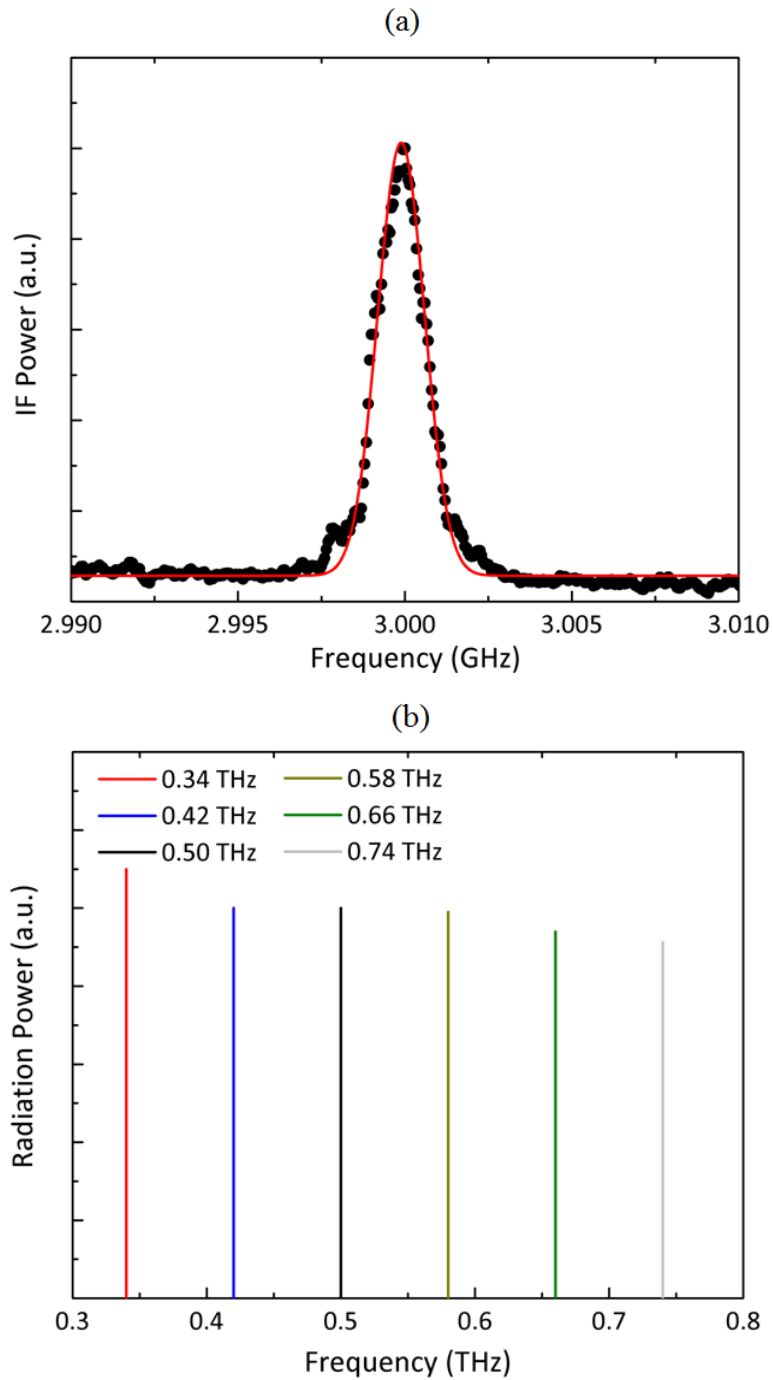 (a)
IF Power (a.u.)
2.990 2.995 3.000 3.005 3.010
Frequency (GHz)
(b)
0.34 THz 0.58 THz
0.42 THz 0.66 THz
0.50 THz 0.74 THz
Radiation Power (a.u.)
0.3 0.4 0.5 0.6 0.7 0.8
Frequency (THz)